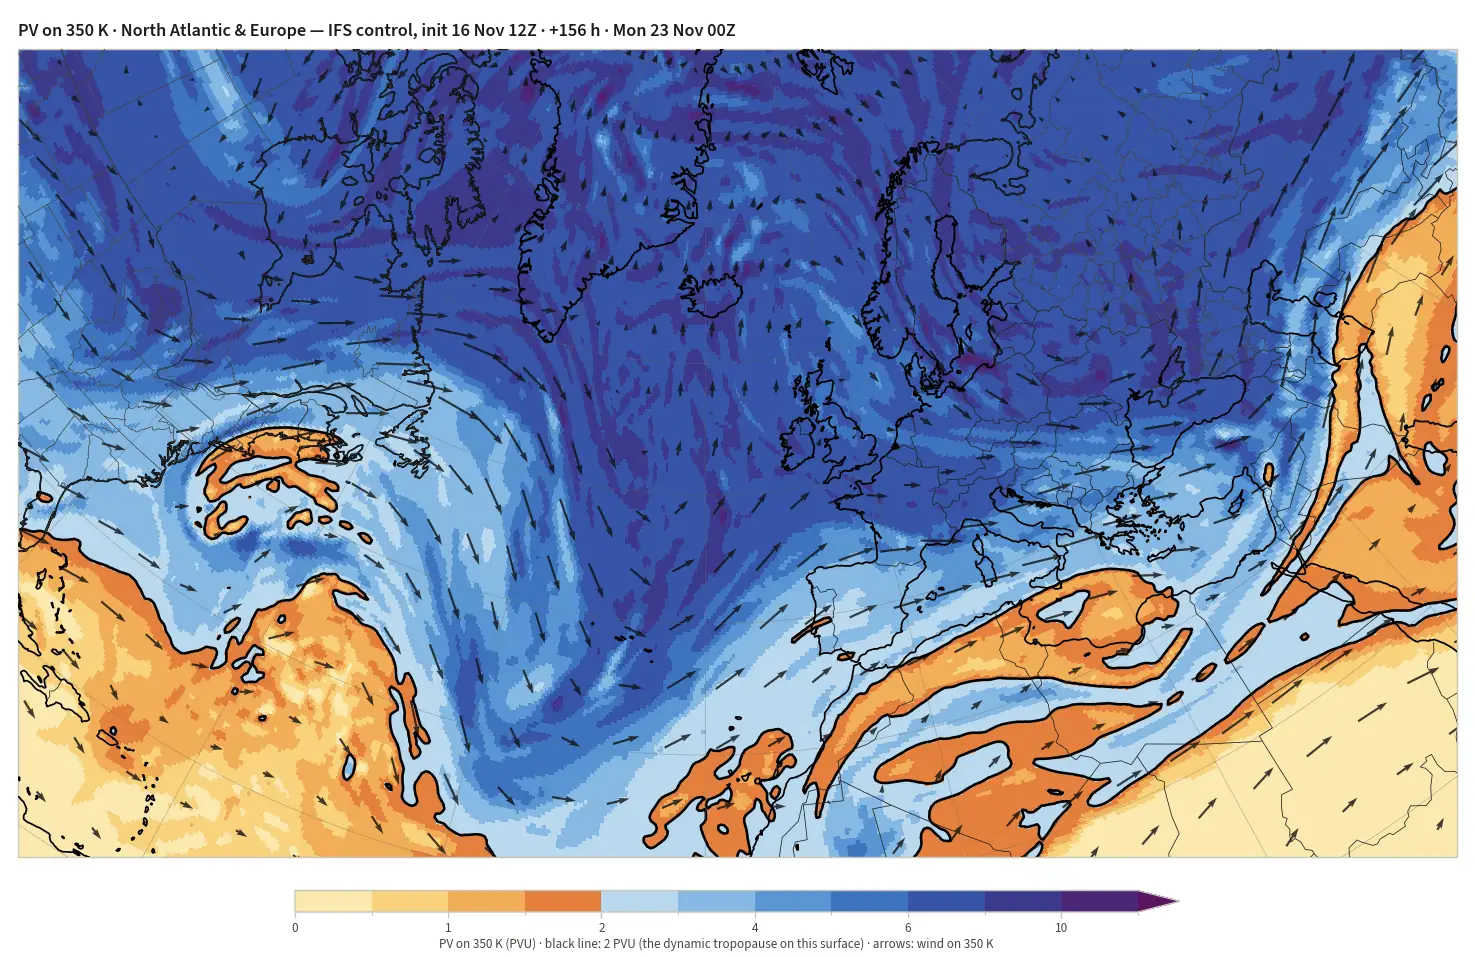 PV on 350 K · North Atlantic & Europe — IFS control, init 16 Nov 12Z · +156 h · Mon 23 Nov 00Z
0 1 2 4 6 10
PV on 350 K (PVU) · black line: 2 PVU (the dynamic tropopause on this surface) · arrows: wind on 350 K